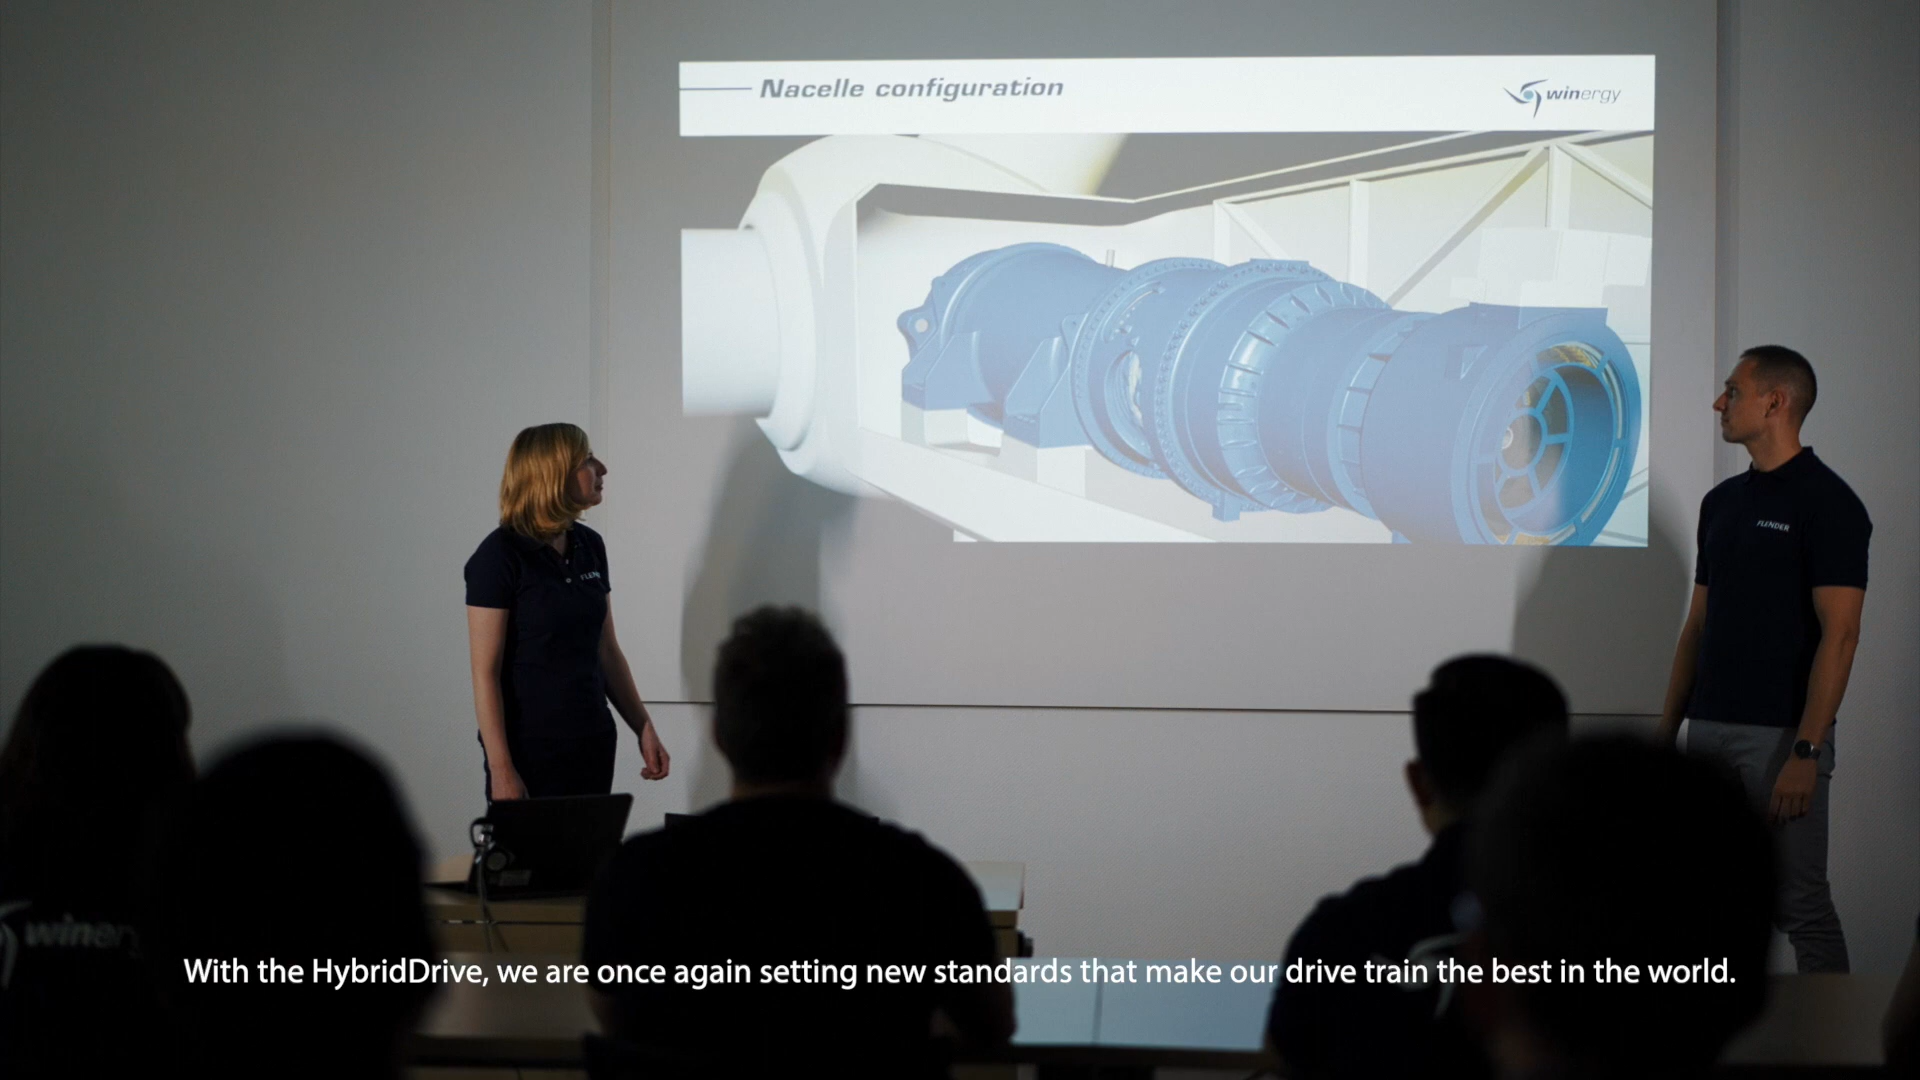 Nacelle configuration
winergy
FLENDER
winer
With the HybridDrive, we are once again setting new standards that make our drive train the best in the world.